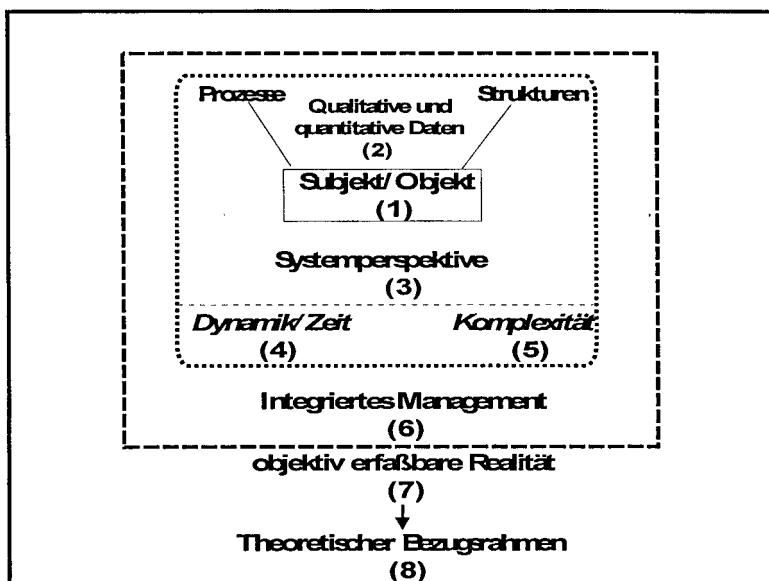 Prozesse
Strukturen
Qualitative und
quantitative Daten
(2)
Subjekt/ Objekt
(1)
Systemperspektive
(3)
Dynamik/ Zeit
Komplexität
(4)
(5)
Integriertes Management
(6)
objektiv erfaßbare Realität
(7)
Theoretischer Bezugsrahmen
(8)